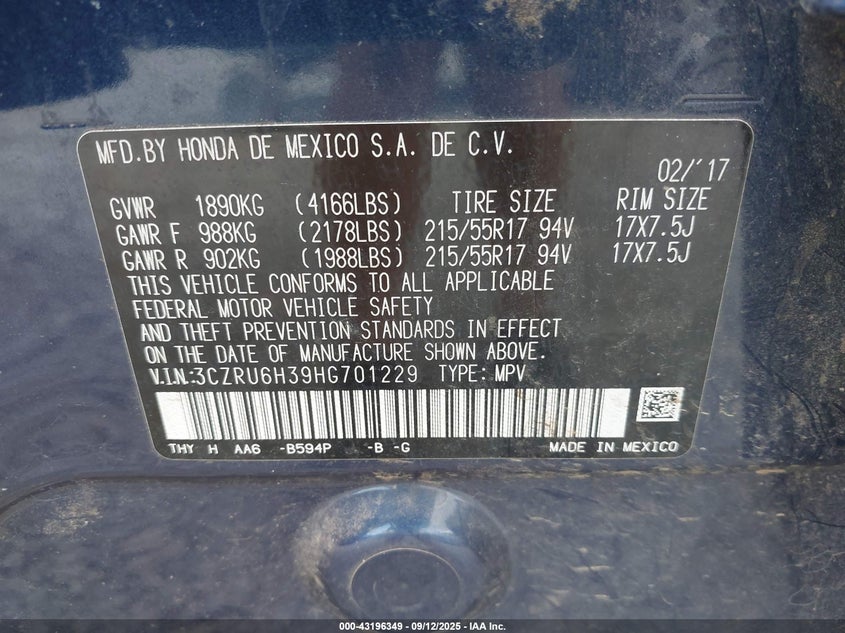 MFD.BY HONDA DE MEXICO S.A. DE C.V.
02/'17
GVWR 1890KG (4166LBS) TIRE SIZE RIM SIZE
GAWR F 988KG (2178LBS) 215/55R17 94V 17X7.5J
GAWR R 902KG (1988LBS) 215/55R17 94V 17X7.5J
THIS VEHICLE CONFORMS TO ALL APPLICABLE
FEDERAL MOTOR VEHICLE SAFETY
AND THEFT PREVENTION STANDARDS IN EFFECT
ON THE DATE OF MANUFACTURE SHOWN ABOVE.
V.I.N.:3CZRU6H39HG701229 TYPE: MPV
THY H AA6 -B594P -B -G MADE IN MEXICO
000-43196349 - 09/12/2025 - IAA Inc.